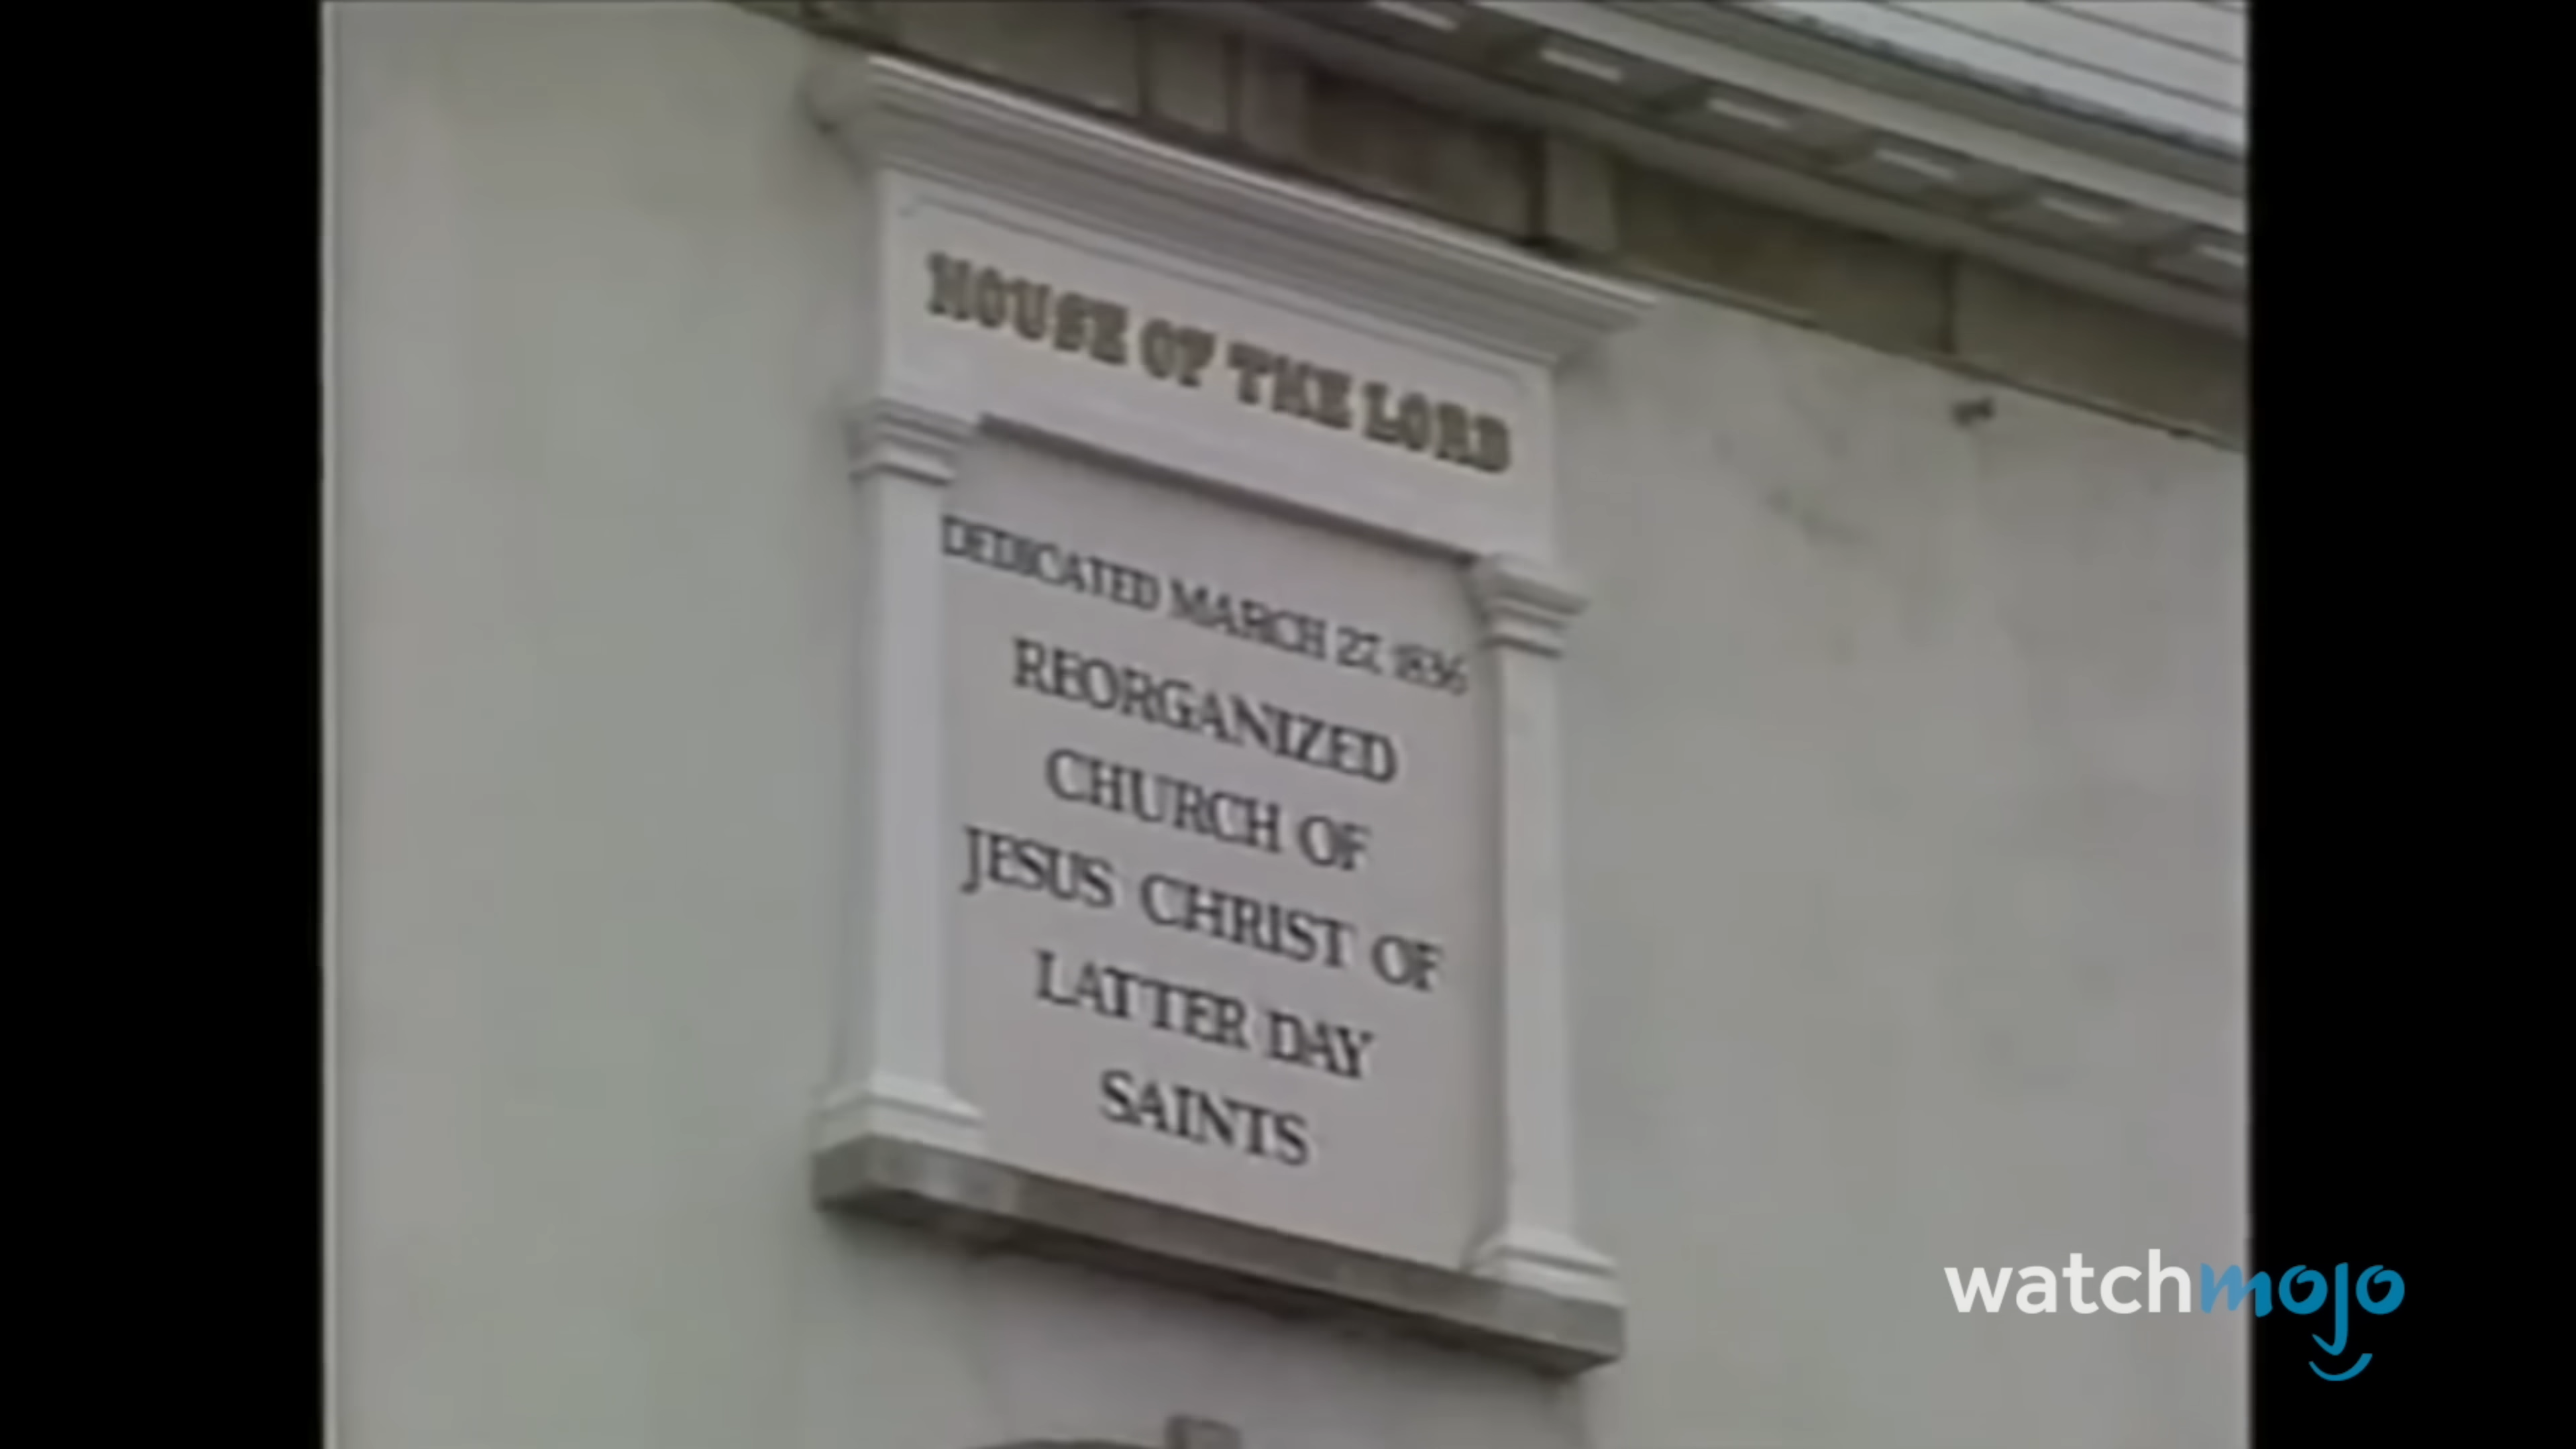 HOUSE OF THE LORD
DEDICATED MARCH 27, 1836
REORGANIZED
CHURCH OF
JESUS CHRIST OF
LATTER DAY
SAINTS
watchmojo